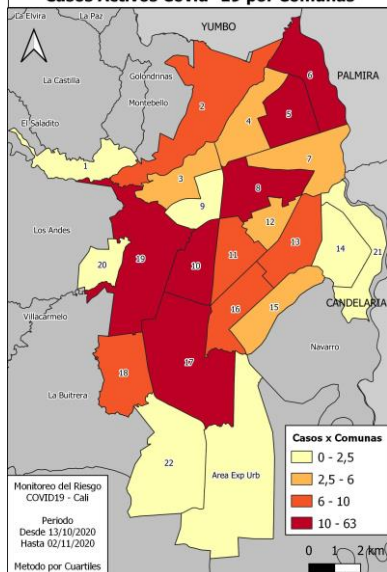 Casos Activos Covid -19 por Comunas
La Elvira
La Paz
YUMBO
La Castilla
Golondrinas
PALMIRA
Montebello
El Saladito
Los Andes
CANDELARIA
Villacarmelo
Navarro
La Buitrera
Area Exp Urb
1
2
3
4
5
6
7
8
9
10
11
12
13
14
15
16
17
18
19
20
21
22
Monitoreo del Riesgo
COVID19 - Cali
Periodo
Desde 13/10/2020
Hasta 02/11/2020
Metodo por Cuartiles
Casos x Comunas
0 - 2,5
2,5 - 6
6 - 10
10 - 63
0 1 2 km